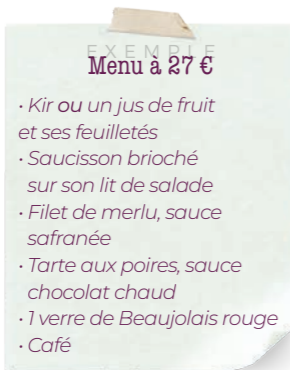 EXEMPLE
Menu à 27 €
• Kir ou un jus de fruit
et ses feuilletés
• Saucisson brioché
sur son lit de salade
• Filet de merlu, sauce
safranée
• Tarte aux poires, sauce
chocolat chaud
• 1 verre de Beaujolais rouge
• Café